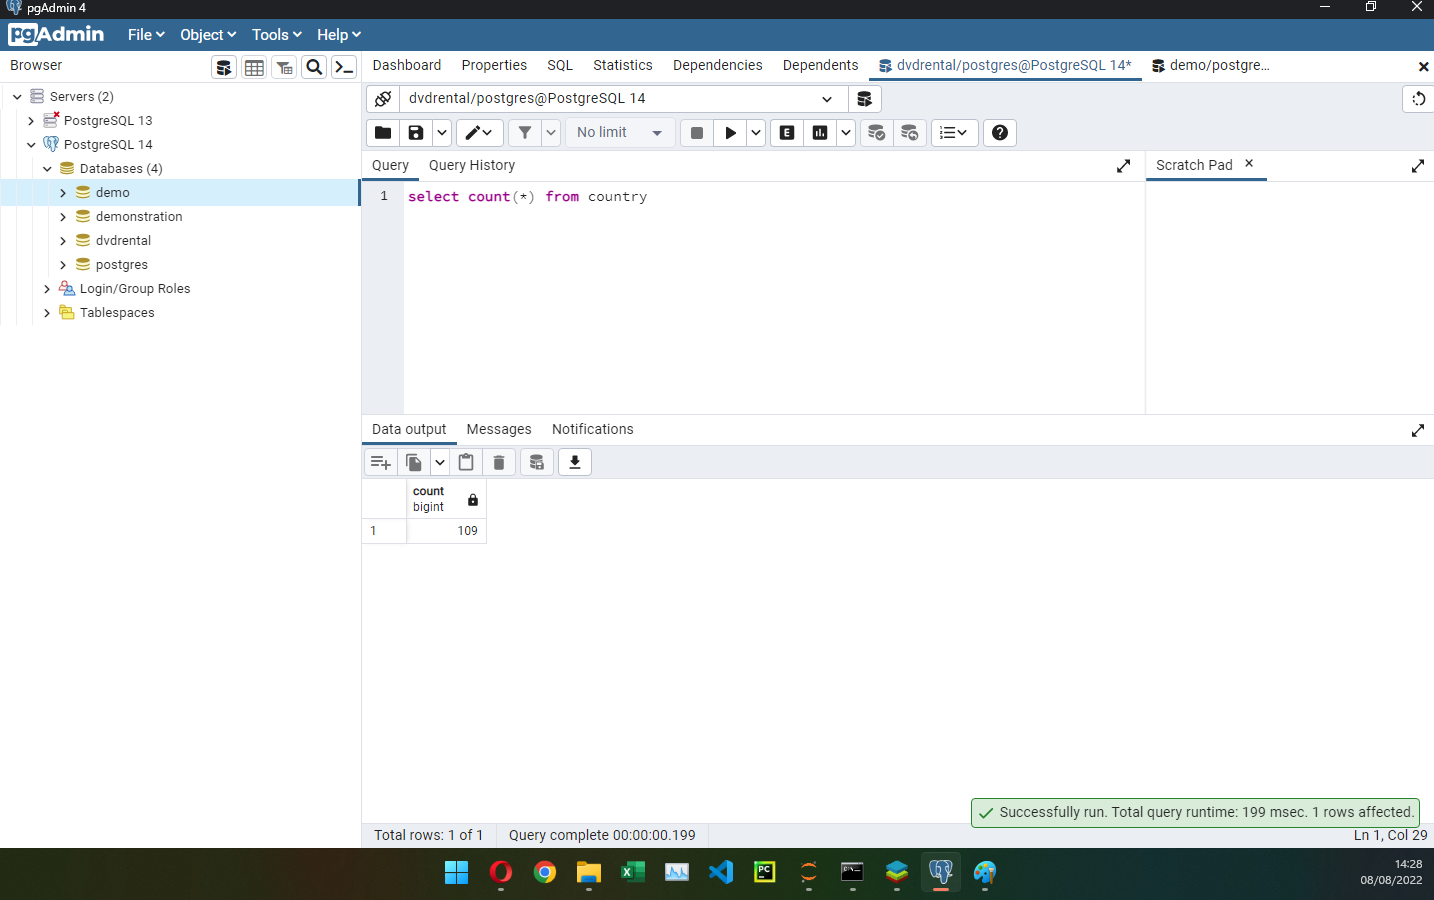 pgAdmin 4
pgAdmin File Object Tools Help
Browser
Dashboard Properties SQL Statistics Dependencies Dependents dvdrental/postgres@PostgreSQL 14* demo/postgre...
Servers (2)
PostgreSQL 13
PostgreSQL 14
Databases (4)
demo
demonstration
dvdrental
postgres
Login/Group Roles
Tablespaces
dvdrental/postgres@PostgreSQL 14
No limit
E
Query Query History
Scratch Pad
1 select count(*) from country
Data output Messages Notifications
count
bigint
1 109
Successfully run. Total query runtime: 199 msec. 1 rows affected.
Total rows: 1 of 1 Query complete 00:00:00.199 Ln 1, Col 29
PC
14:28
08/08/2022